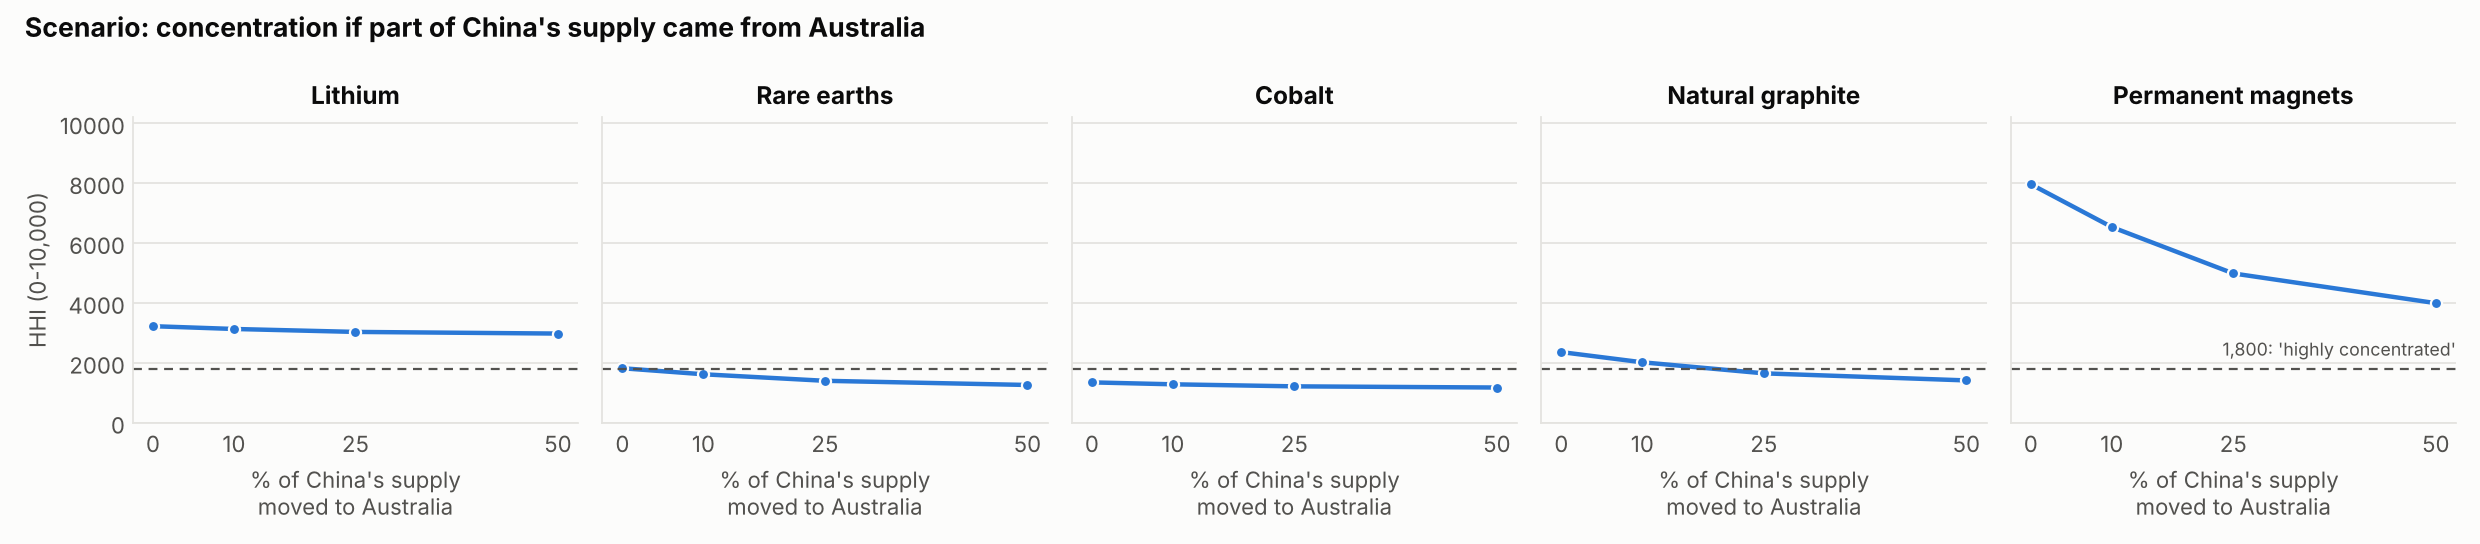 Scenario: concentration if part of China's supply came from Australia
Lithium
Rare earths
Cobalt
Natural graphite
Permanent magnets
HHI (0-10,000)
10000
8000
6000
4000
2000
0
1,800: 'highly concentrated'
0 10 25 50
0 10 25 50
0 10 25 50
0 10 25 50
0 10 25 50
% of China's supply
moved to Australia
% of China's supply
moved to Australia
% of China's supply
moved to Australia
% of China's supply
moved to Australia
% of China's supply
moved to Australia